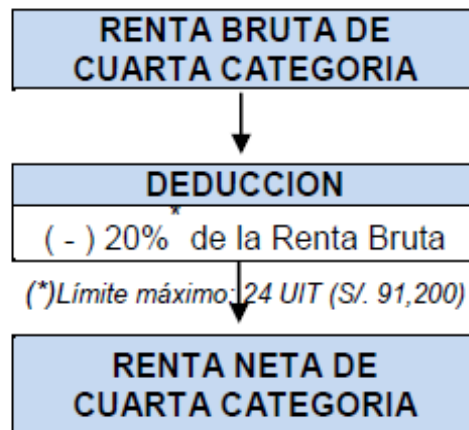 RENTA BRUTA DE
CUARTA CATEGORIA
DEDUCCION
( - ) 20%* de la Renta Bruta
(*)Límite máximo: 24 UIT (S/. 91,200)
RENTA NETA DE
CUARTA CATEGORIA